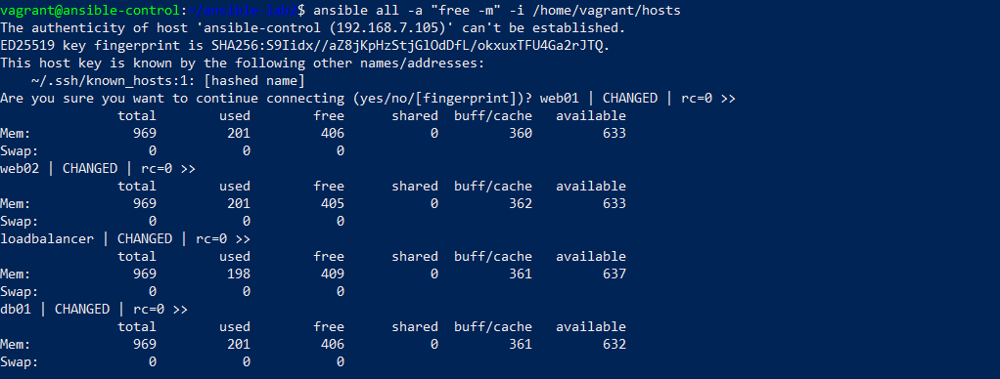 vagrant@ansible-control:~/ansible-lab2$ ansible all -a "free -m" -i /home/vagrant/hosts
The authenticity of host 'ansible-control (192.168.7.105)' can't be established.
ED25519 key fingerprint is SHA256:S9Iidx//aZ8jKpHzStjGlOdDfL/okxuxTFU4Ga2rJTQ.
This host key is known by the following other names/addresses:
    ~/.ssh/known_hosts:1: [hashed name]
Are you sure you want to continue connecting (yes/no/[fingerprint])? web01 | CHANGED | rc=0 >>
               total        used        free      shared  buff/cache   available
Mem:             969         201         406           0         360         633
Swap:              0           0           0
web02 | CHANGED | rc=0 >>
               total        used        free      shared  buff/cache   available
Mem:             969         201         405           0         362         633
Swap:              0           0           0
loadbalancer | CHANGED | rc=0 >>
               total        used        free      shared  buff/cache   available
Mem:             969         198         409           0         361         637
Swap:              0           0           0
db01 | CHANGED | rc=0 >>
               total        used        free      shared  buff/cache   available
Mem:             969         201         406           0         361         632
Swap:              0           0           0